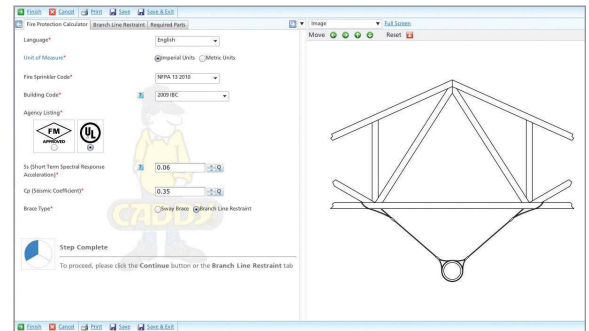 Finish Cancel Print Save Save & Exit
Fire Protection Calculator Branch Line Restraint Required Parts
Image Full Screen
Move Reset
Language* English
Unit of Measure* Imperial Units Metric Units
Fire Sprinkler Code* NFPA 13 2010
Building Code* 2009 IBC
Agency Listing*
FM
APPROVED
UL
Ss (Short Term Spectral Response
Acceleration)* 0.06 Q
Cp (Seismic Coefficient)* 0.35 Q
Brace Type* Sway Brace Branch Line Restraint
CADDY
Step Complete
To proceed, please click the Continue button or the Branch Line Restraint tab
Finish Cancel Print Save Save & Exit